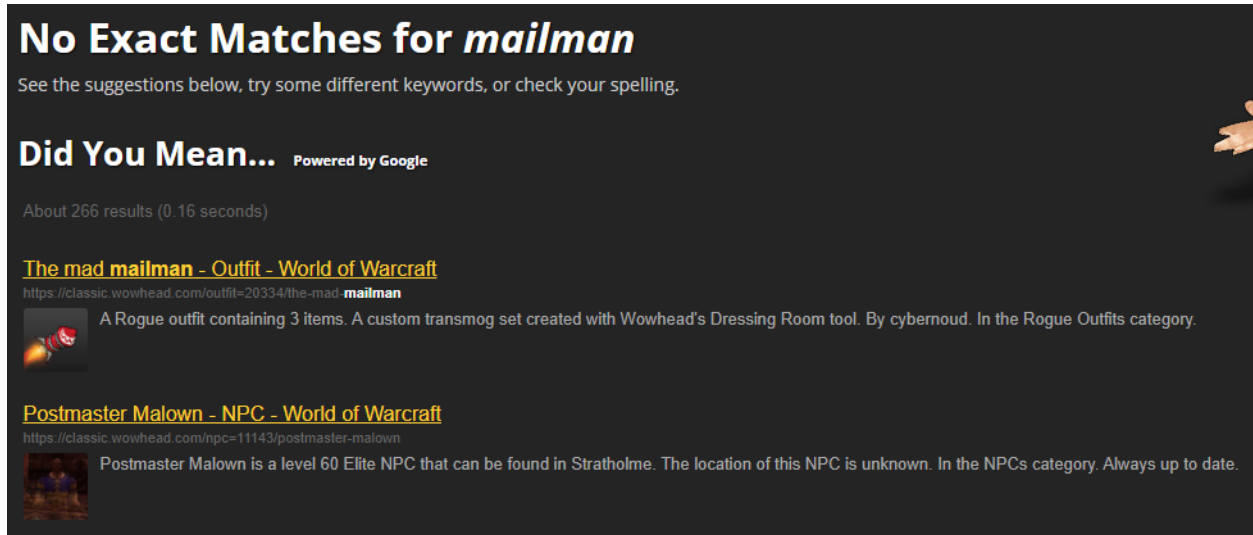 No Exact Matches for mailman
See the suggestions below, try some different keywords, or check your spelling.
Did You Mean... Powered by Google
About 266 results (0.16 seconds)
The mad mailman - Outfit - World of Warcraft
https://classic.wowhead.com/outfit=20334/the-mad-mailman
A Rogue outfit containing 3 items. A custom transmog set created with Wowhead's Dressing Room tool. By cybernoud. In the Rogue Outfits category.
Postmaster Malown - NPC - World of Warcraft
https://classic.wowhead.com/npc=11143/postmaster-malown
Postmaster Malown is a level 60 Elite NPC that can be found in Stratholme. The location of this NPC is unknown. In the NPCs category. Always up to date.